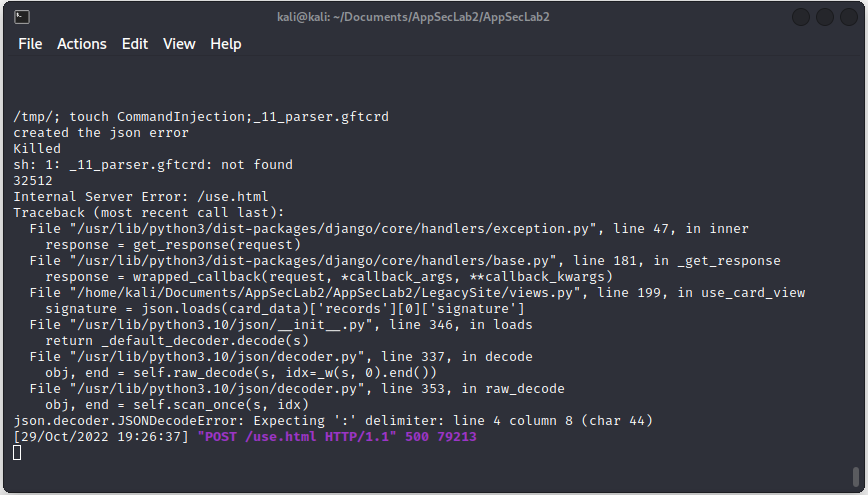 kali@kali: ~/Documents/AppSecLab2/AppSecLab2
File Actions Edit View Help
/tmp/; touch CommandInjection;_11_parser.gftcrd
created the json error
Killed
sh: 1: _11_parser.gftcrd: not found
32512
Internal Server Error: /use.html
Traceback (most recent call last):
  File "/usr/lib/python3/dist-packages/django/core/handlers/exception.py", line 47, in inner
    response = get_response(request)
  File "/usr/lib/python3/dist-packages/django/core/handlers/base.py", line 181, in _get_response
    response = wrapped_callback(request, *callback_args, **callback_kwargs)
  File "/home/kali/Documents/AppSecLab2/AppSecLab2/LegacySite/views.py", line 199, in use_card_view
    signature = json.loads(card_data)['records'][0]['signature']
  File "/usr/lib/python3.10/json/__init__.py", line 346, in loads
    return _default_decoder.decode(s)
  File "/usr/lib/python3.10/json/decoder.py", line 337, in decode
    obj, end = self.raw_decode(s, idx=_w(s, 0).end())
  File "/usr/lib/python3.10/json/decoder.py", line 353, in raw_decode
    obj, end = self.scan_once(s, idx)
json.decoder.JSONDecodeError: Expecting ':' delimiter: line 4 column 8 (char 44)
[29/Oct/2022 19:26:37] "POST /use.html HTTP/1.1" 500 79213